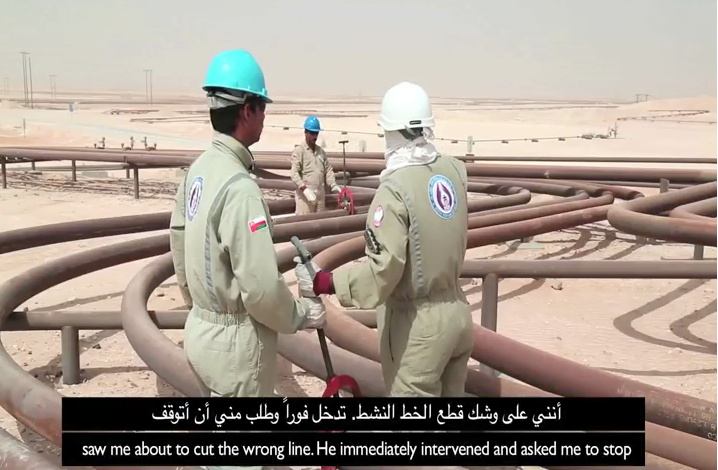 أنني على وشك قطع الخط النشط. تدخل فوراً وطلب مني أن أتوقف
saw me about to cut the wrong line. He immediately intervened and asked me to stop